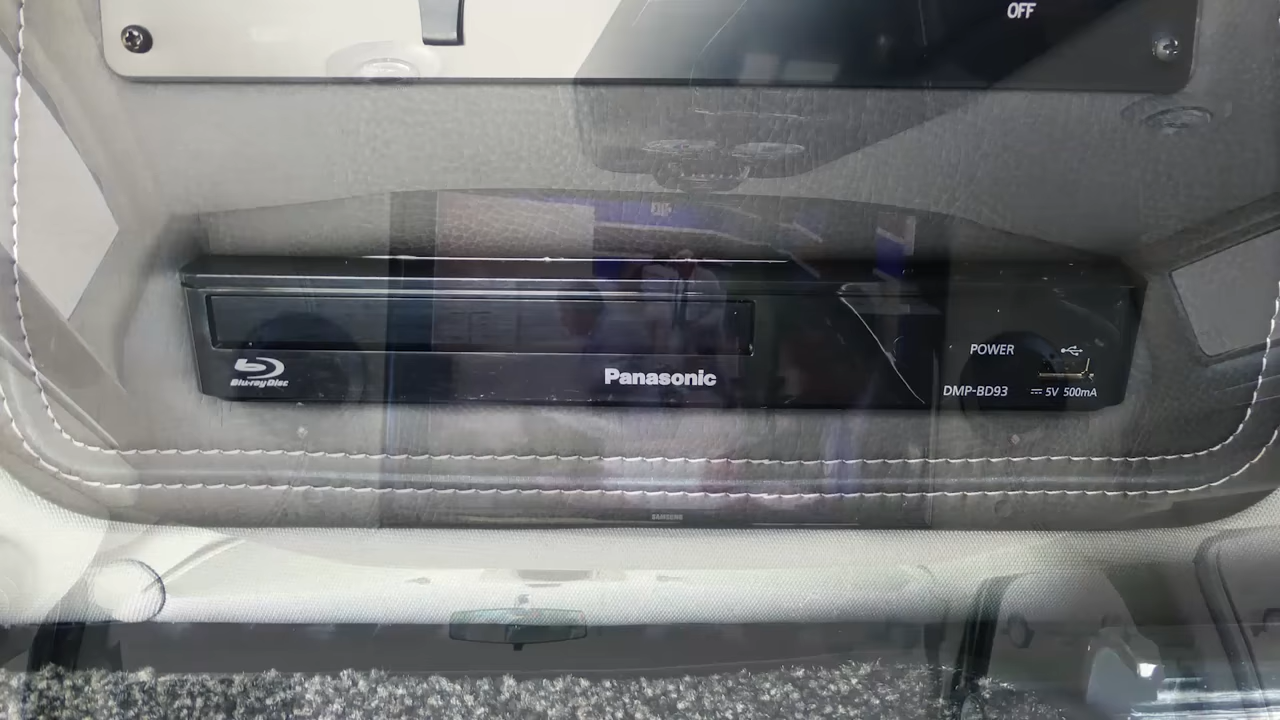 OFF
Blu-ray Disc
Panasonic
POWER
DMP-BD93
5V 500mA
SAMSUNG